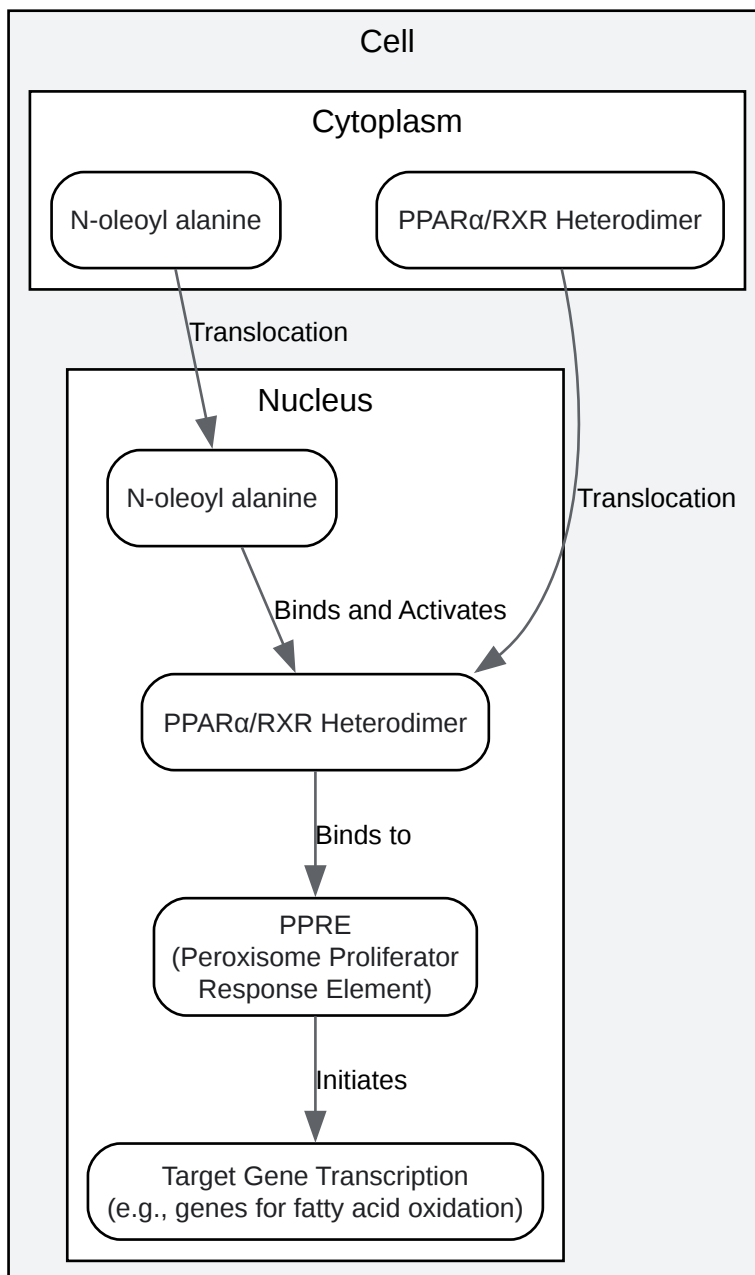 Cell
Cytoplasm
N-oleoyl alanine
PPARα/RXR Heterodimer
Translocation
Nucleus
N-oleoyl alanine
Translocation
Binds and Activates
PPARα/RXR Heterodimer
Binds to
PPRE
(Peroxisome Proliferator
Response Element)
Initiates
Target Gene Transcription
(e.g., genes for fatty acid oxidation)